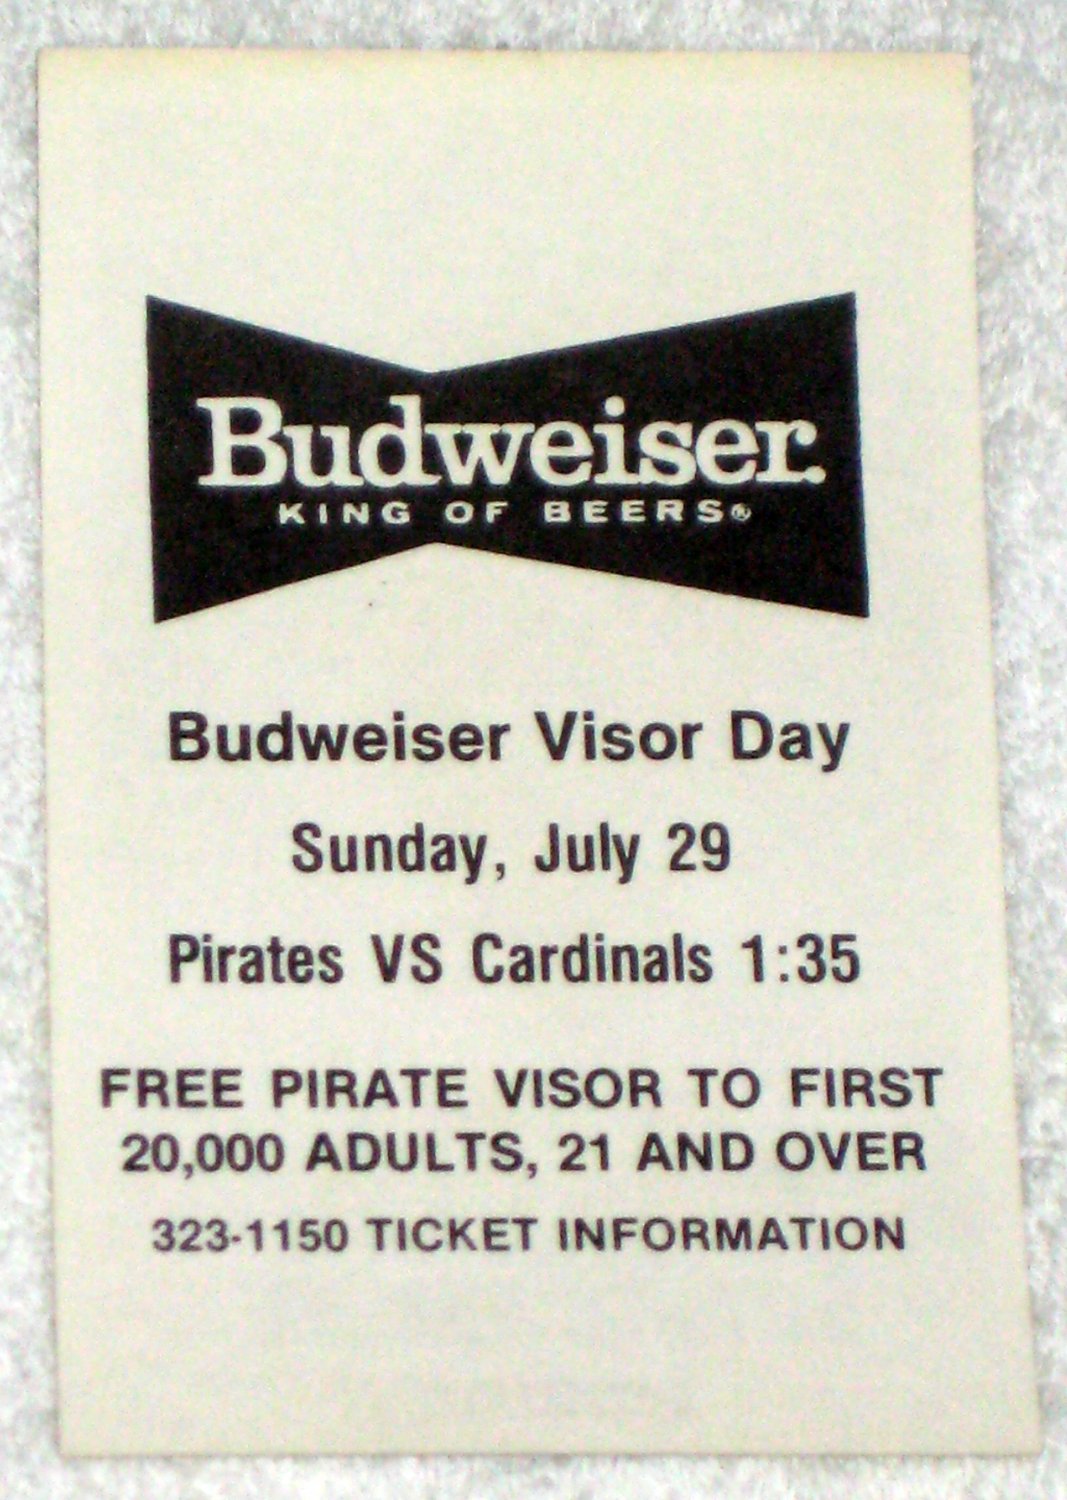 Budweiser.
KING OF BEERS®
Budweiser Visor Day
Sunday, July 29
Pirates VS Cardinals 1:35
FREE PIRATE VISOR TO FIRST
20,000 ADULTS, 21 AND OVER
323-1150 TICKET INFORMATION